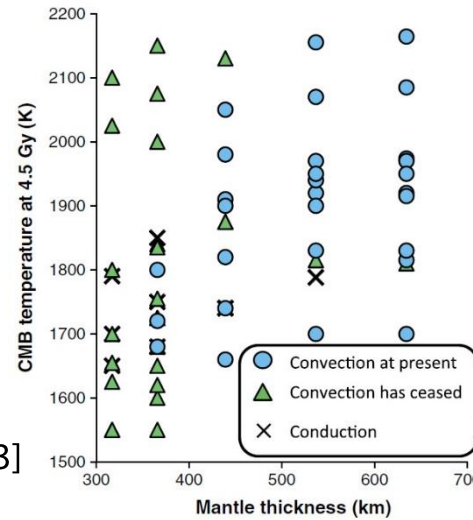 CMB temperature at 4.5 Gy (K)
2200
2100
2000
1900
1800
1700
1600
1500
300
400
500
600
700
Mantle thickness (km)
Convection at present
Convection has ceased
Conduction
3]